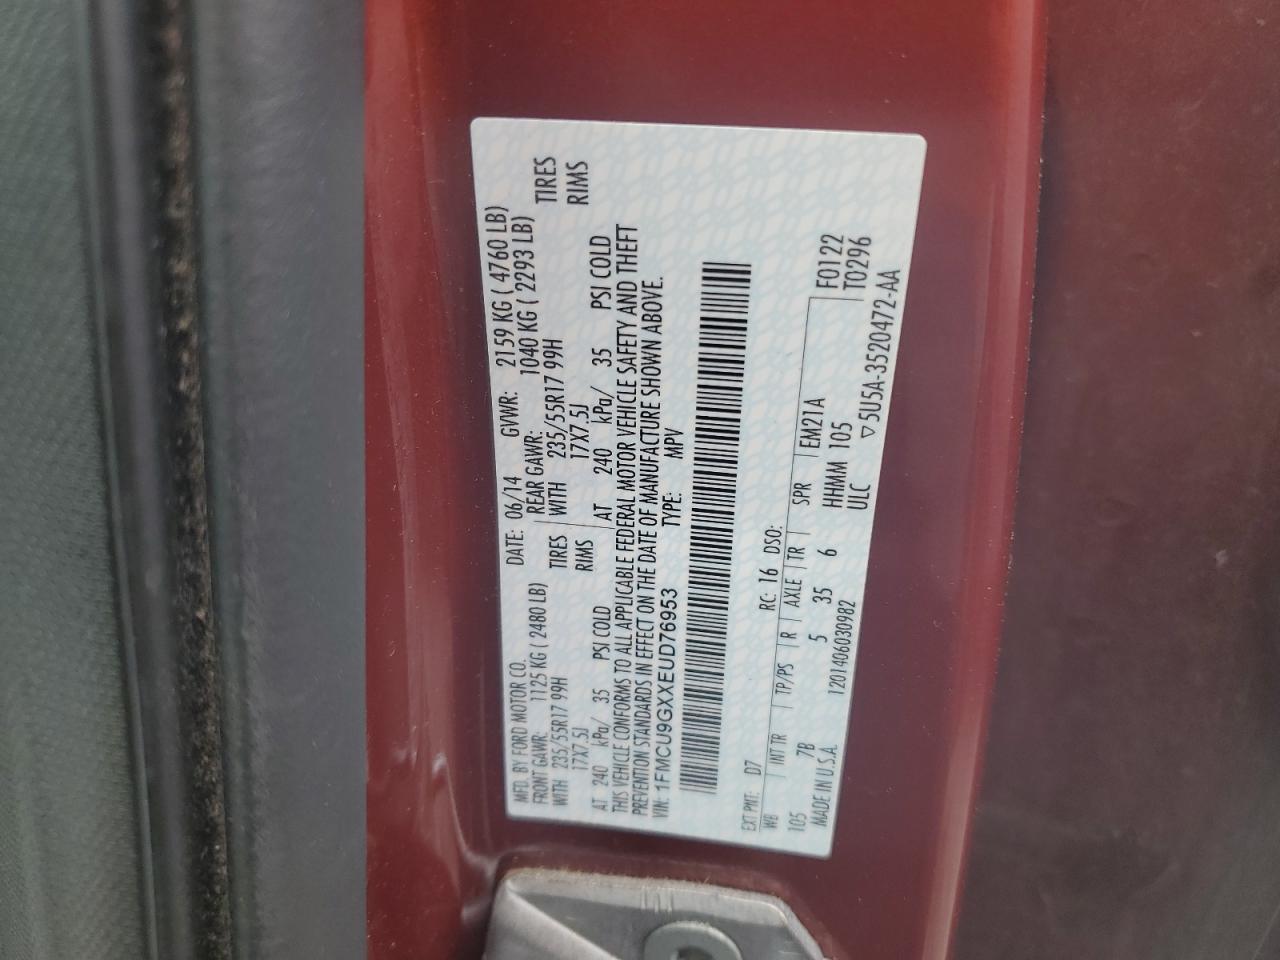 MFD. BY FORD MOTOR CO. DATE: 06/14 GVWR: 2159 KG ( 4760 LB)
FRONT GAWR: 1125 KG ( 2480 LB) REAR GAWR: 1040 KG ( 2293 LB)
WITH 235/55R17 99H TIRES WITH 235/55R17 99H TIRES
17X7.5J RIMS 17X7.5J RIMS
AT 240 kPa/ 35 PSI COLD AT 240 kPa/ 35 PSI COLD
THIS VEHICLE CONFORMS TO ALL APPLICABLE FEDERAL MOTOR VEHICLE SAFETY AND THEFT
PREVENTION STANDARDS IN EFFECT ON THE DATE OF MANUFACTURE SHOWN ABOVE.
VIN: 1FMCU9GXXEUD76953 TYPE: MPV
EXT PNT: D7 RC: 16 DSO:
WB INT TR TP/PS R AXLE TR SPR EM21A F0122
105 7B 5 35 6 HHMM 105 T0296
MADE IN U.S.A. 1201406030982 ULC ▽5U5A-3520472-AA